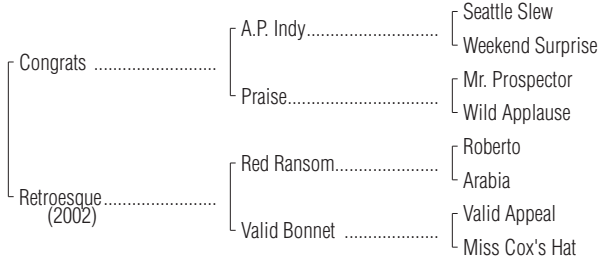 Seattle Slew
A.P. Indy..............................
Weekend Surprise
Congrats ............................
Mr. Prospector
Praise..................................
Wild Applause
Roberto
Red Ransom.........................
Arabia
Retroesque..........................
(2002)
Valid Appeal
Valid Bonnet .....................
Miss Cox's Hat